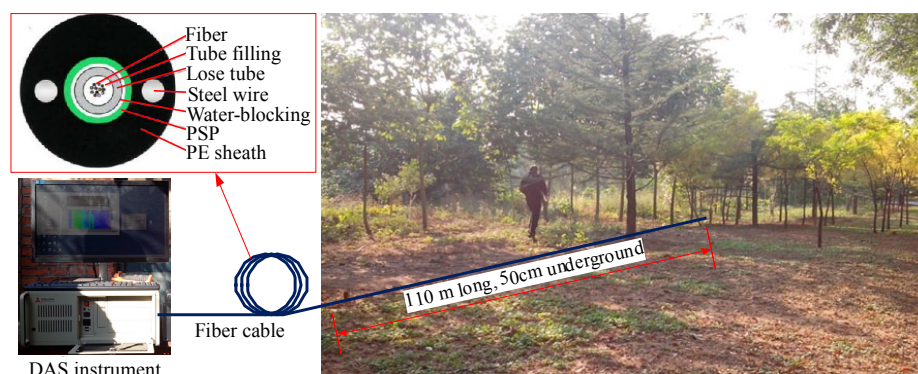 Fiber
Tube filling
Lose tube
Steel wire
Water-blocking
PSP
PE sheath
110 m long, 50cm underground
Fiber cable
DAS instrument